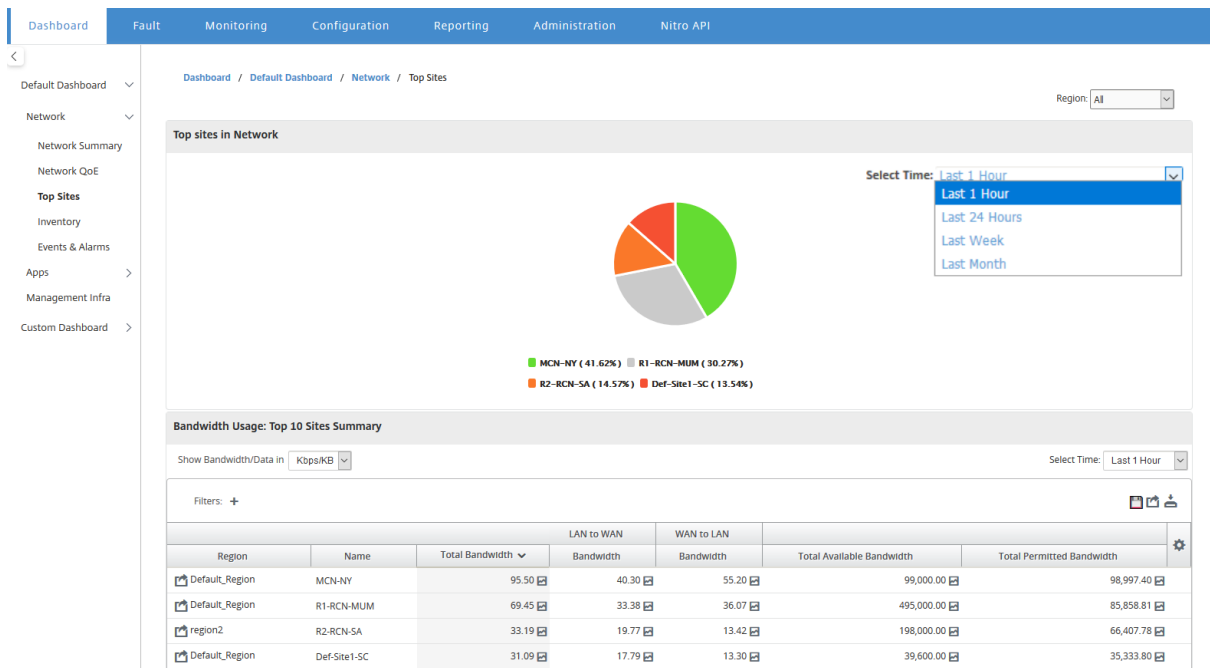 Dashboard Fault Monitoring Configuration Reporting Administration Nitro API
Default Dashboard
Network
Network Summary
Network QoE
Top Sites
Inventory
Events & Alarms
Apps
Management Infra
Custom Dashboard
Dashboard / Default Dashboard / Network / Top Sites
Region: All
Top sites in Network
Select Time: Last 1 Hour
Last 1 Hour
Last 24 Hours
Last Week
Last Month
MCN-NY ( 41.62%) R1-RCN-MUM ( 30.27%)
R2-RCN-SA ( 14.57%) Def-Site1-SC ( 13.54%)
Bandwidth Usage: Top 10 Sites Summary
Show Bandwidth/Data in Kbps/KB Select Time: Last 1 Hour
Filters: +
LAN to WAN WAN to LAN
Region Name Total Bandwidth Bandwidth Bandwidth Total Available Bandwidth Total Permitted Bandwidth
Default_Region MCN-NY 95.50 40.30 55.20 99,000.00 98,997.40
Default_Region R1-RCN-MUM 69.45 33.38 36.07 495,000.00 85,858.81
region2 R2-RCN-SA 33.19 19.77 13.42 198,000.00 66,407.78
Default_Region Def-Site1-SC 31.09 17.79 13.30 39,600.00 35,333.80